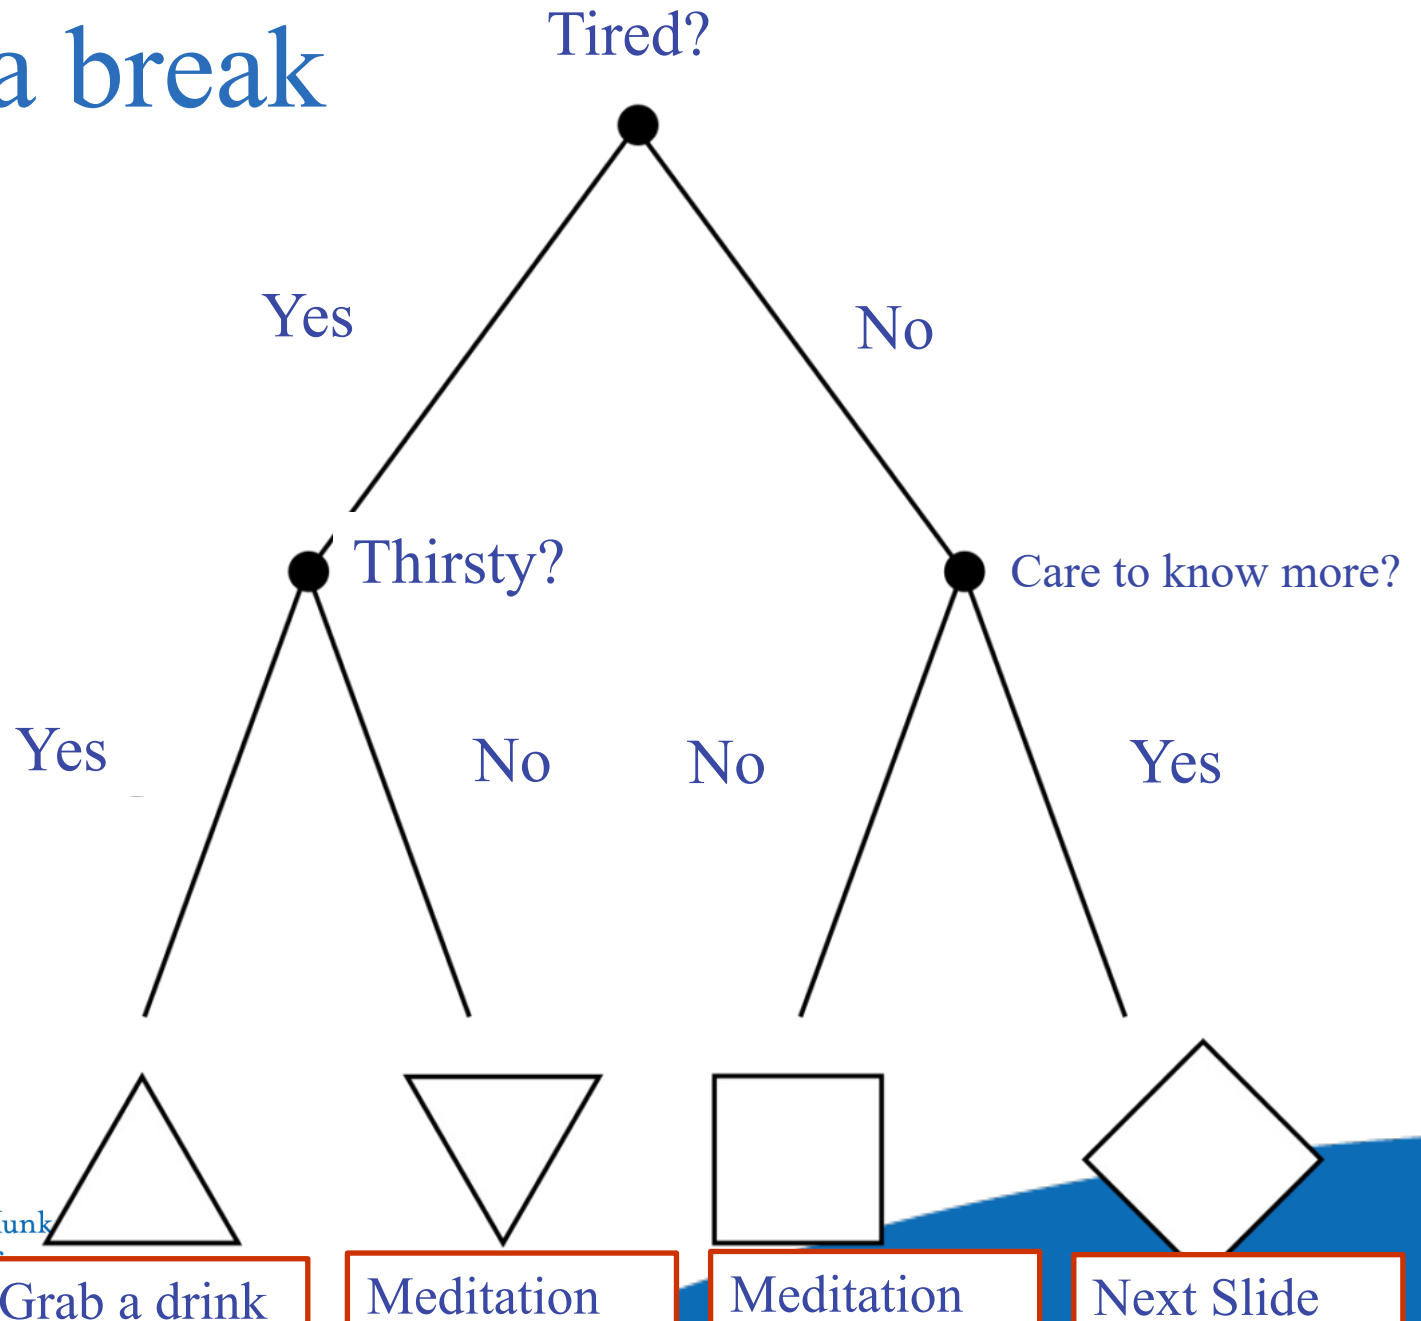 a break
Tired?
Yes
No
Thirsty?
Care to know more?
Yes
No
No
Yes
Grab a drink
Meditation
Meditation
Next Slide